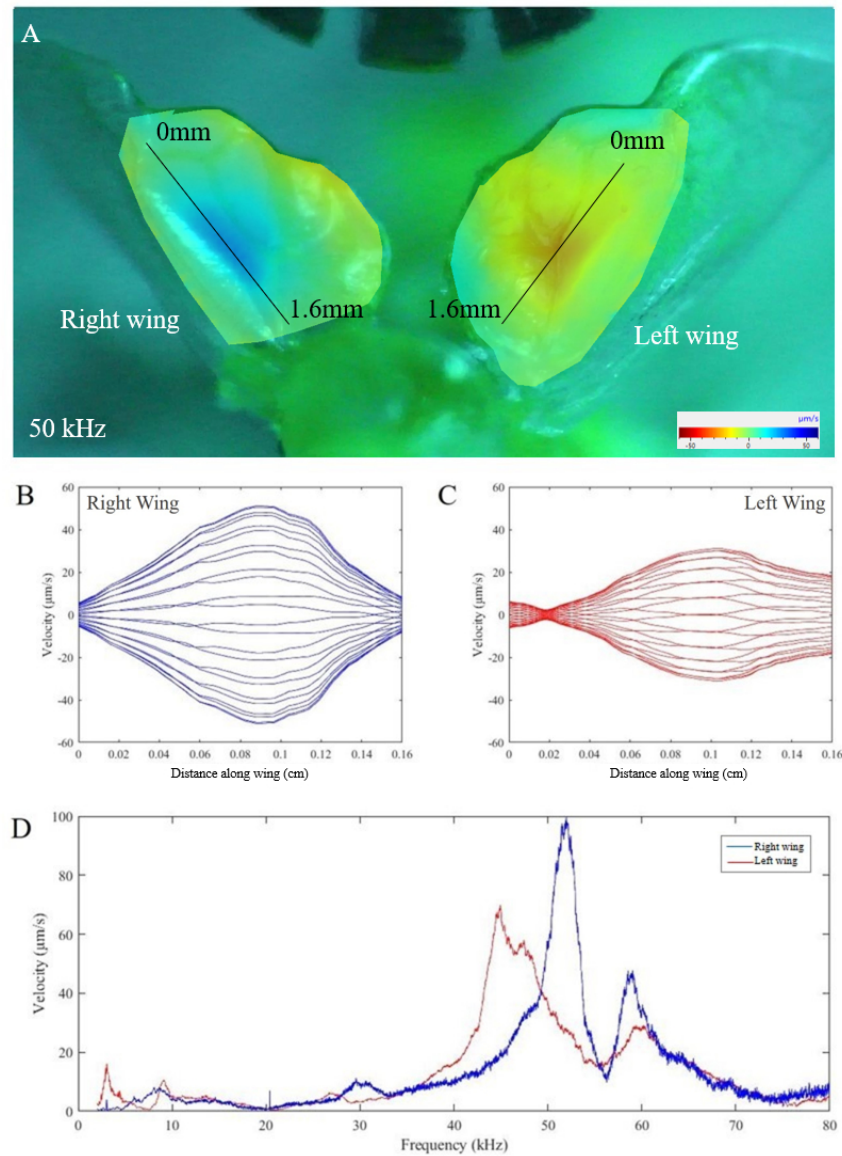 A
0mm
0mm
1.6mm
1.6mm
Right wing
Left wing
50 kHz
µm/s
-50
0
50
B
Right Wing
60
40
20
0
-20
-40
-60
Velocity (µm/s)
0
0.02
0.04
0.06
0.08
0.1
0.12
0.14
0.16
Distance along wing (cm)
C
Left Wing
60
40
20
0
-20
-40
-60
Velocity (µm/s)
0
0.02
0.04
0.06
0.08
0.1
0.12
0.14
0.16
Distance along wing (cm)
D
100
80
60
40
20
0
Velocity (µm/s)
Right wing
Left wing
0
10
20
30
40
50
60
70
80
Frequency (kHz)